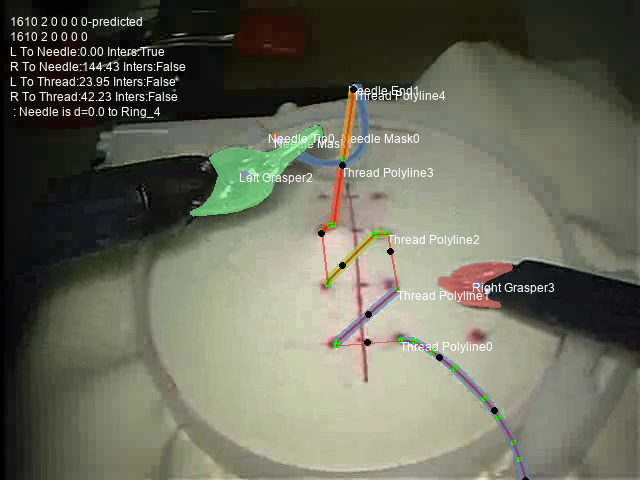 1610 2 0 0 0 0-predicted
1610 2 0 0 0 0
L To Needle:0.00 Inters:True
R To Needle:144.43 Inters:False
L To Thread:23.95 Inters:False
R To Thread:42.23 Inters:False
: Needle is d=0.0 to Ring_4
Needle End1
Thread Polyline4
Needle Tip0
Needle Mask0
Needle Mas
Thread Polyline3
Left Grasper2
Thread Polyline2
Right Grasper3
Thread Polyline1
Thread Polyline0